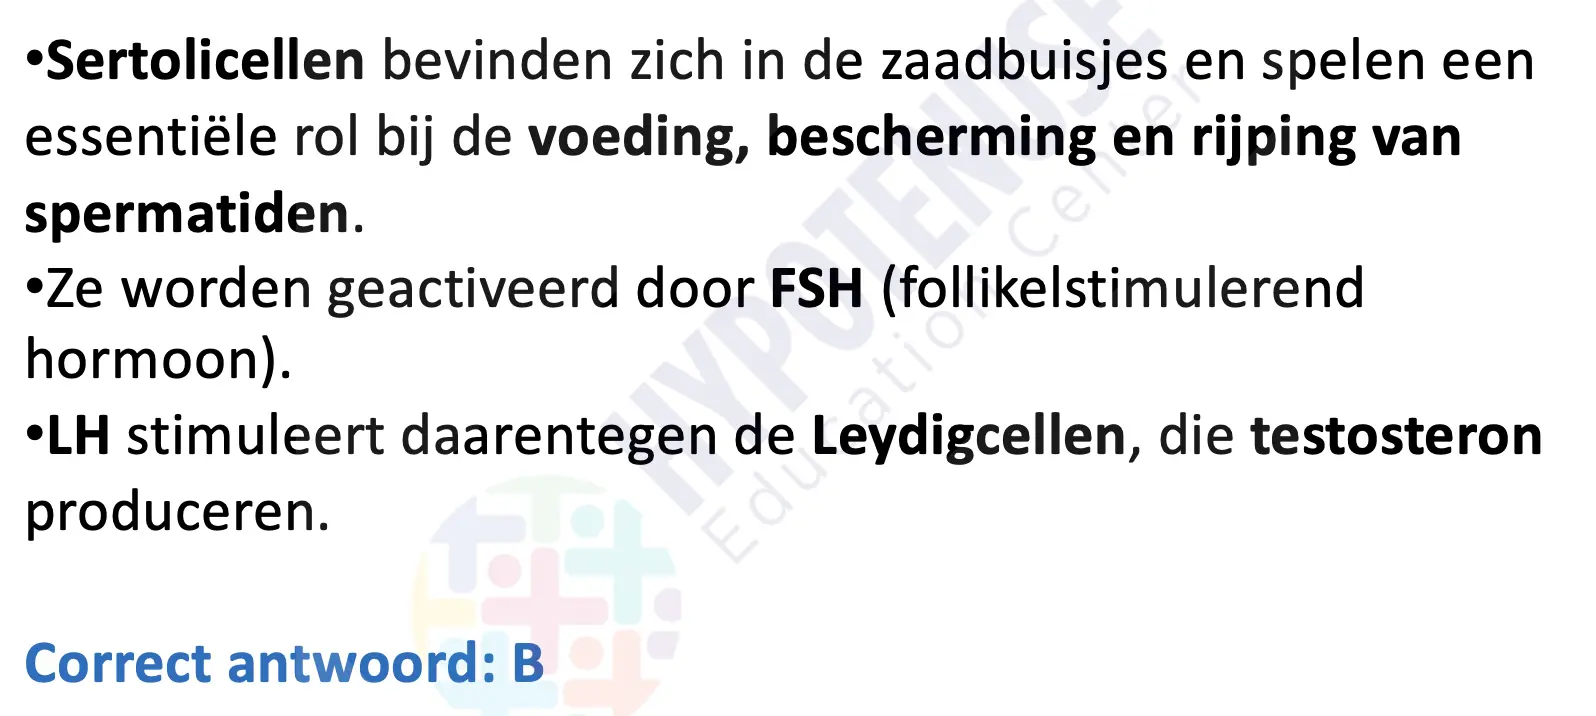 •Sertolicellen bevinden zich in de zaadbuisjes en spelen een
essentiële rol bij de voeding, bescherming en rijping van
spermatiden.
•Ze worden geactiveerd door FSH (follikelstimulerend
hormoon).
•LH stimuleert daarentegen de Leydigcellen, die testosteron
produceren.
Correct antwoord: B
HYPOTENUSE
Education Center